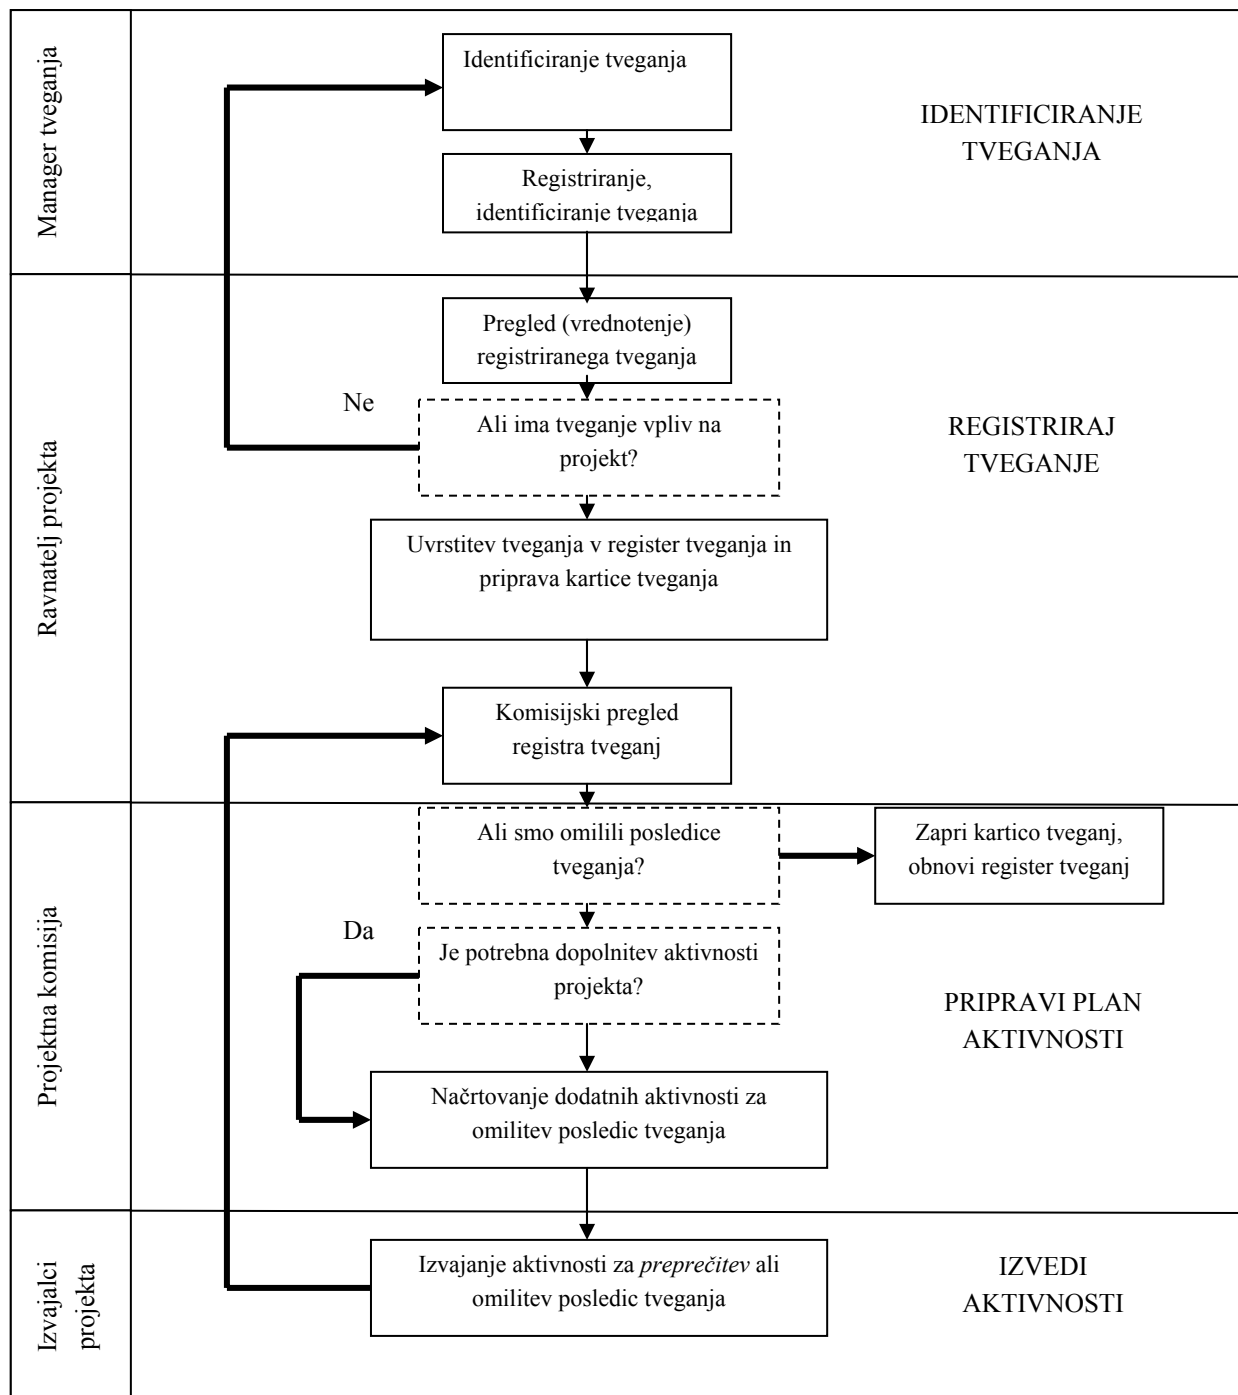 Manager tveganja
Identificiranje tveganja
Registriranje,
identificiranje tveganja
IDENTIFICIRANJE
TVEGANJA
Ravnatelj projekta
Pregled (vrednotenje)
registriranega tveganja
Ne
Ali ima tveganje vpliv na
projekt?
Uvrstitev tveganja v register tveganja in
priprava kartice tveganja
Komisijski pregled
registra tveganj
REGISTRIRAJ
TVEGANJE
Projektna komisija
Ali smo omilili posledice
tveganja?
Zapri kartico tveganj,
obnovi register tveganj
Da
Je potrebna dopolnitev aktivnosti
projekta?
Načrtovanje dodatnih aktivnosti za
omilitev posledic tveganja
PRIPRAVI PLAN
AKTIVNOSTI
Izvajalci
projekta
Izvajanje aktivnosti za preprečitev ali
omilitev posledic tveganja
IZVEDI
AKTIVNOSTI